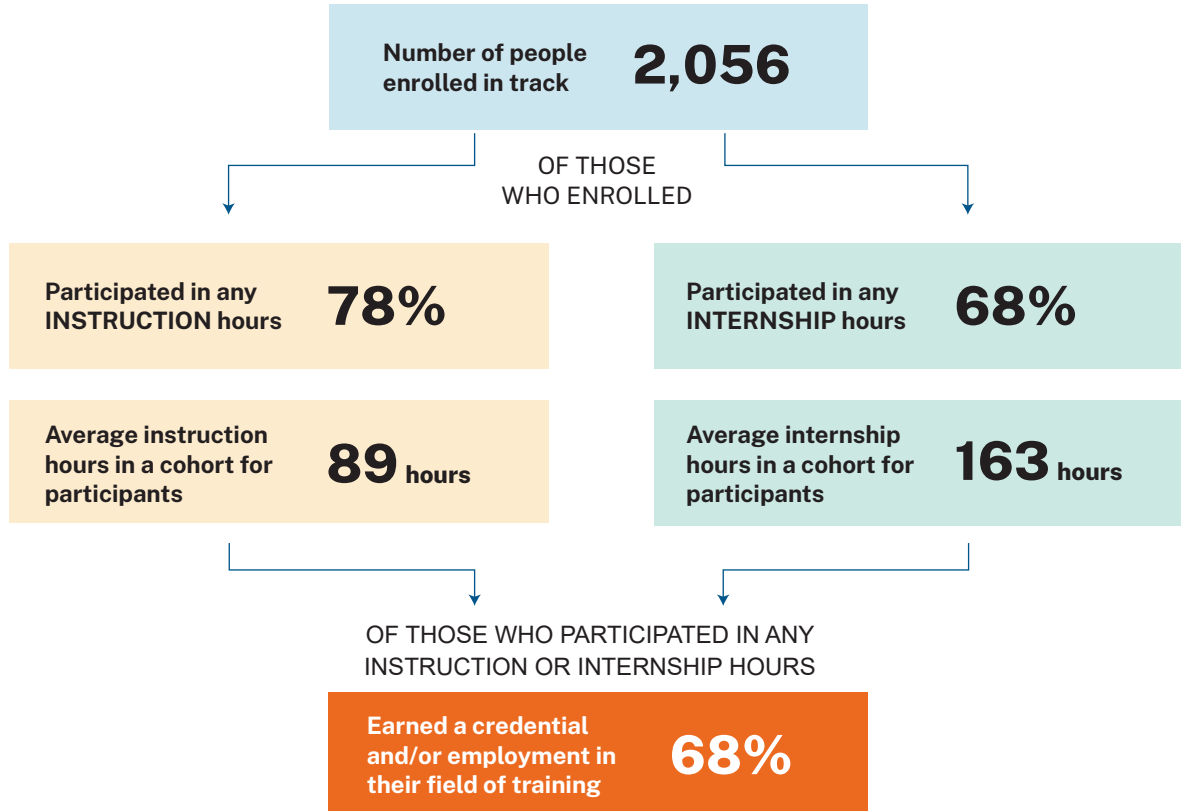 Number of people
enrolled in track
2,056
OF THOSE
WHO ENROLLED
Participated in any
INSTRUCTION hours
78%
Participated in any
INTERNSHIP hours
68%
Average instruction
hours in a cohort for
participants
89 hours
Average internship
hours in a cohort for
participants
163 hours
OF THOSE WHO PARTICIPATED IN ANY
INSTRUCTION OR INTERNSHIP HOURS
Earned a credential
and/or employment in
their field of training
68%